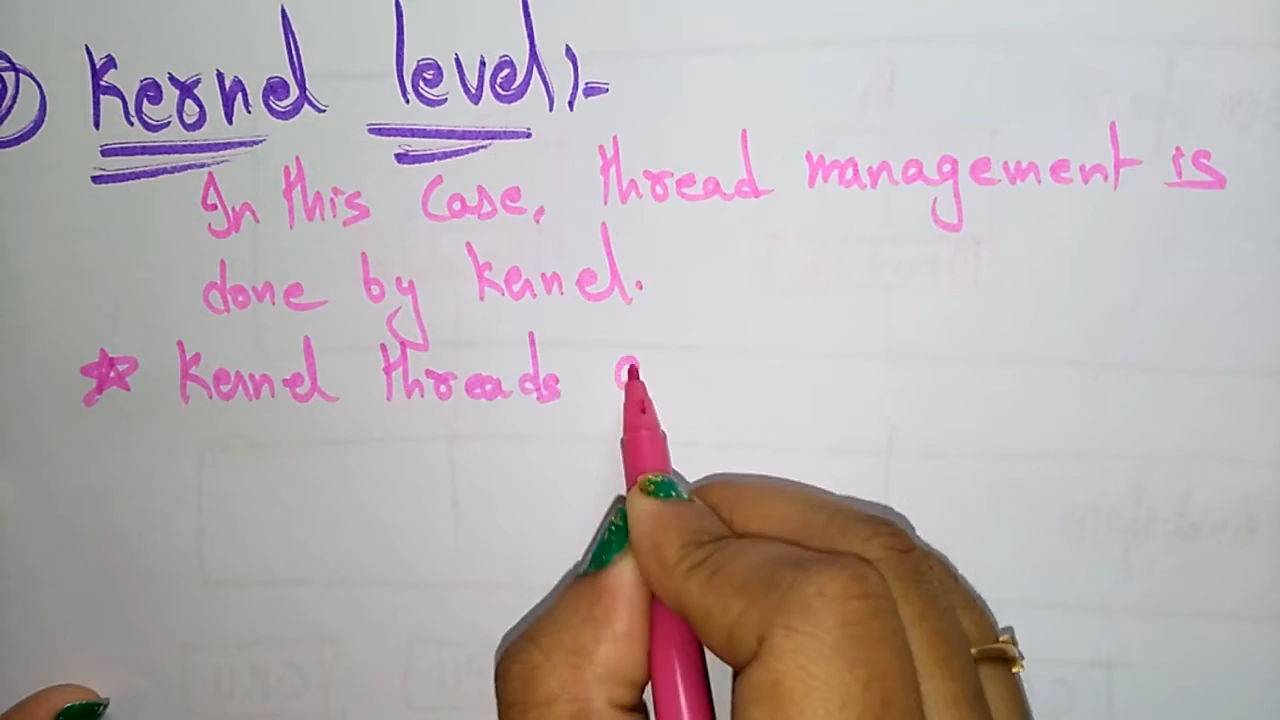 Kernel level:-
In this case, thread management is
done by kernel.
Kernel threads